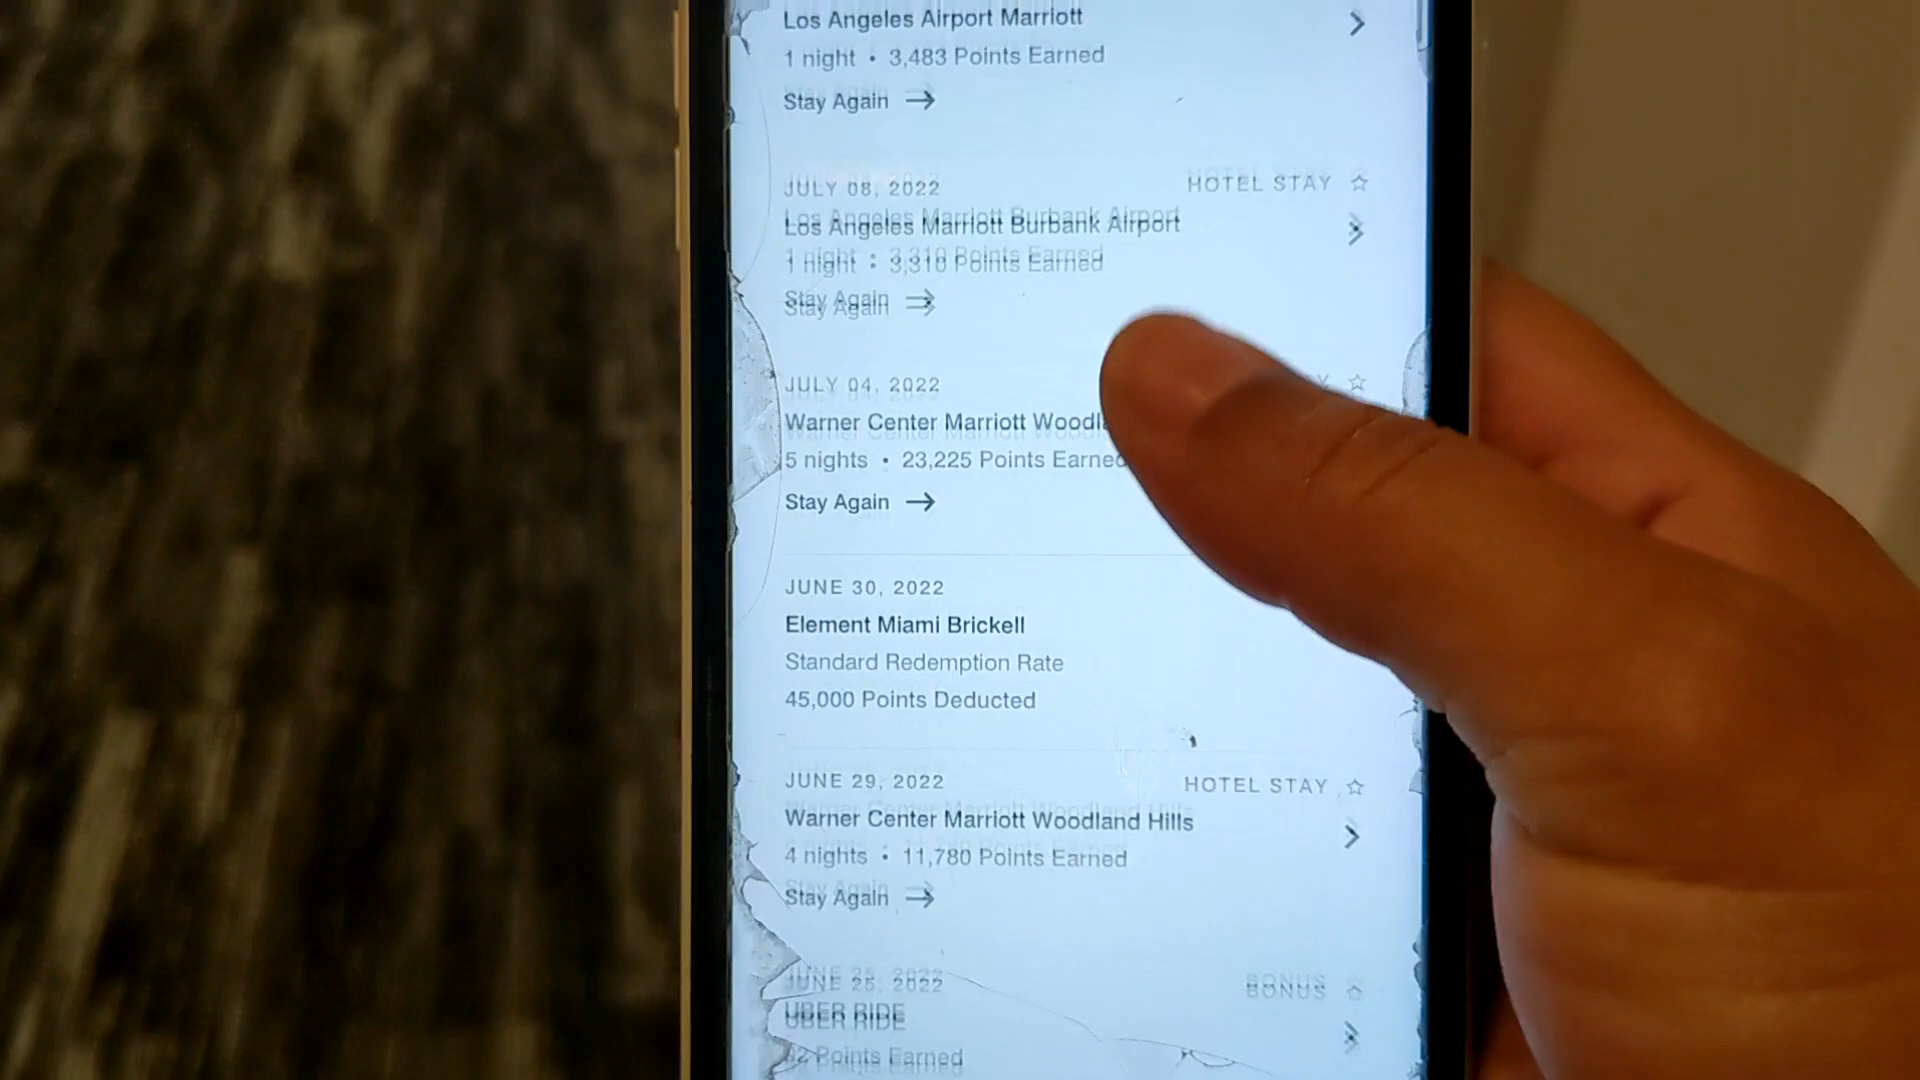 Los Angeles Airport Marriott
1 night • 3,483 Points Earned
Stay Again →
JULY 08, 2022 HOTEL STAY
Los Angeles Marriott Burbank Airport
1 night • Points Earned
Stay Again →
JULY 04, 2022
Warner Center Marriott
5 nights • 23,225 Points Earned
Stay Again →
JUNE 30, 2022
Element Miami Brickell
Standard Redemption Rate
45,000 Points Deducted
JUNE 29, 2022 HOTEL STAY
Warner Center Marriott Woodland Hills
4 nights • 11,780 Points Earned
Stay Again →
JUNE 25, 2022 BONUS
UBER RIDE
Points Earned